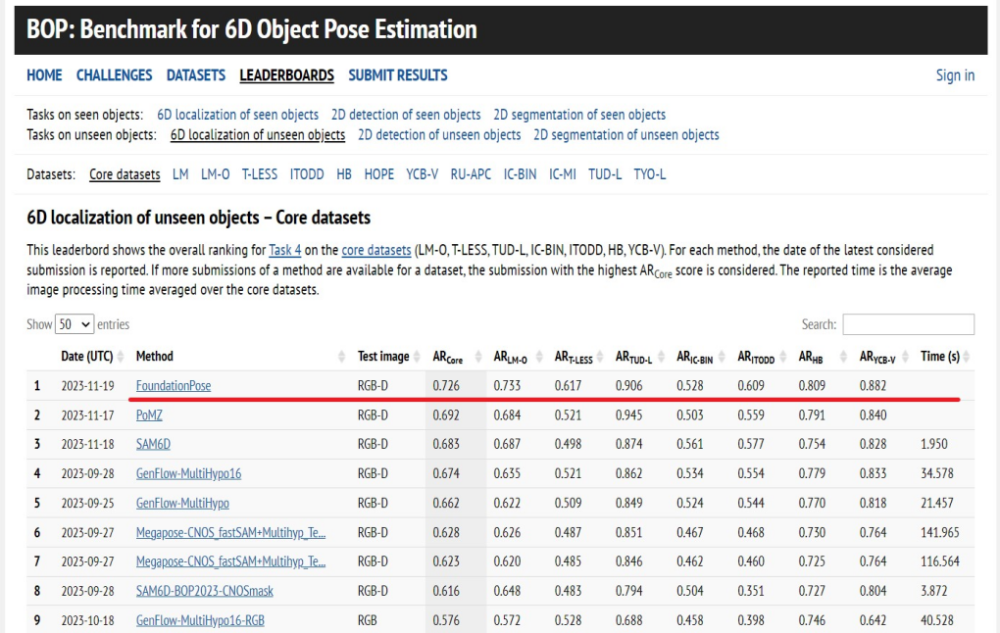 BOP: Benchmark for 6D Object Pose Estimation
HOME CHALLENGES DATASETS LEADERBOARDS SUBMIT RESULTS Sign in
Tasks on seen objects: 6D localization of seen objects 2D detection of seen objects 2D segmentation of seen objects
Tasks on unseen objects: 6D localization of unseen objects 2D detection of unseen objects 2D segmentation of unseen objects
Datasets: Core datasets LM LM-O T-LESS ITODD HB HOPE YCB-V RU-APC IC-BIN IC-MI TUD-L TYO-L
6D localization of unseen objects – Core datasets
This leaderbord shows the overall ranking for Task 4 on the core datasets (LM-O, T-LESS, TUD-L, IC-BIN, ITODD, HB, YCB-V). For each method, the date of the latest considered
submission is reported. If more submissions of a method are available for a dataset, the submission with the highest ARCore score is considered. The reported time is the average
image processing time averaged over the core datasets.
Show 50 entries Search:
Date (UTC) Method Test image ARCore ARLM-O ART-LESS ARTUD-L ARIC-BIN ARITODD ARHB ARYCB-V Time (s)
1 2023-11-19 FoundationPose RGB-D 0.726 0.733 0.617 0.906 0.528 0.609 0.809 0.882
2 2023-11-17 PoMZ RGB-D 0.692 0.684 0.521 0.945 0.503 0.559 0.791 0.840
3 2023-11-18 SAM6D RGB-D 0.683 0.687 0.498 0.874 0.561 0.577 0.754 0.828 1.950
4 2023-09-28 GenFlow-MultiHypo16 RGB-D 0.674 0.635 0.521 0.862 0.534 0.554 0.779 0.833 34.578
5 2023-09-25 GenFlow-MultiHypo RGB-D 0.662 0.622 0.509 0.849 0.524 0.544 0.770 0.818 21.457
6 2023-09-27 Megapose-CNOS_fastSAM+Multihyp_Te... RGB-D 0.628 0.626 0.487 0.851 0.467 0.468 0.730 0.764 141.965
7 2023-09-27 Megapose-CNOS_fastSAM+Multihyp_Te... RGB-D 0.623 0.620 0.485 0.846 0.462 0.460 0.725 0.764 116.564
8 2023-09-28 SAM6D-BOP2023-CNOSmask RGB-D 0.616 0.648 0.483 0.794 0.504 0.351 0.727 0.804 3.872
9 2023-10-18 GenFlow-MultiHypo16-RGB RGB 0.576 0.572 0.528 0.688 0.458 0.398 0.746 0.642 40.528